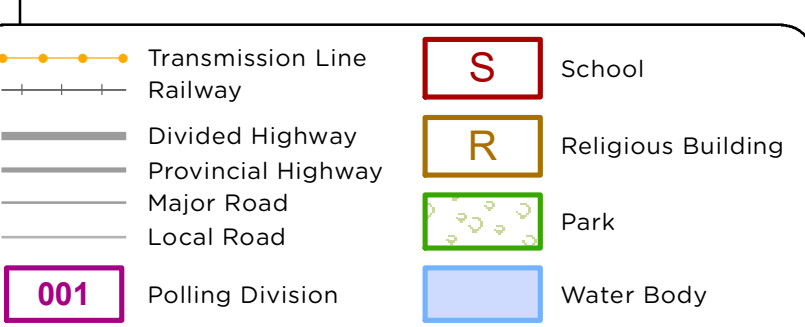 Transmission Line
Railway
Divided Highway
Provincial Highway
Major Road
Local Road
001 Polling Division
S School
R Religious Building
Park
Water Body